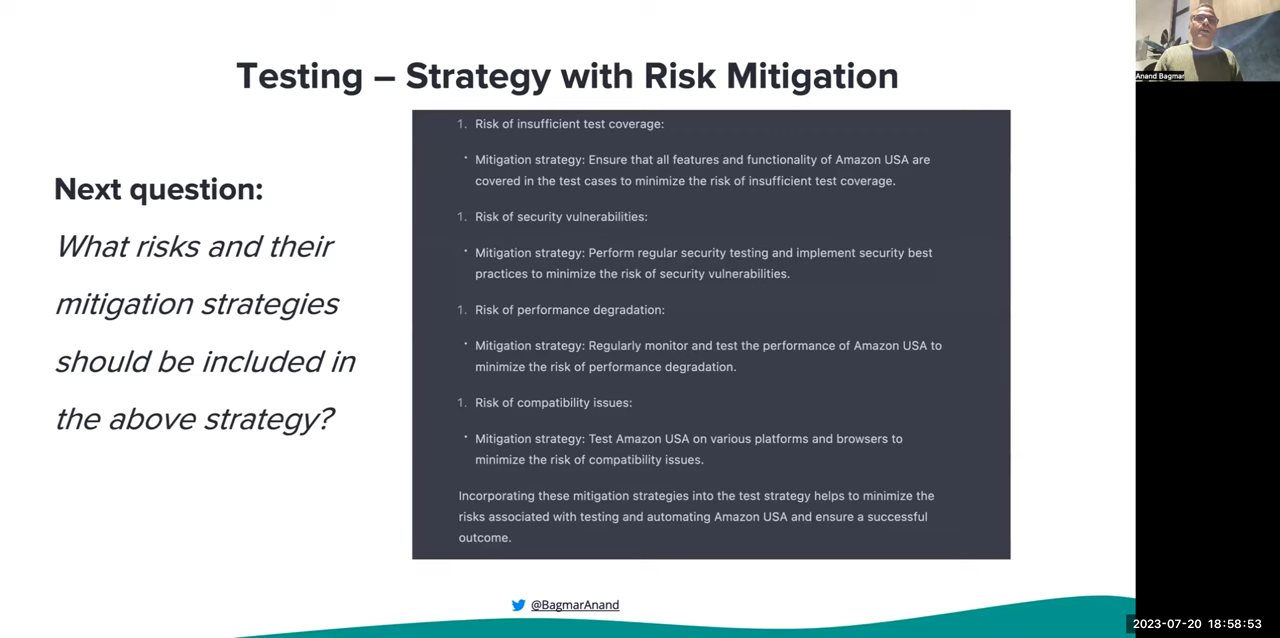 Testing – Strategy with Risk Mitigation
Next question:
What risks and their
mitigation strategies
should be included in
the above strategy?
1. Risk of insufficient test coverage:
· Mitigation strategy: Ensure that all features and functionality of Amazon USA are
covered in the test cases to minimize the risk of insufficient test coverage.
1. Risk of security vulnerabilities:
· Mitigation strategy: Perform regular security testing and implement security best
practices to minimize the risk of security vulnerabilities.
1. Risk of performance degradation:
· Mitigation strategy: Regularly monitor and test the performance of Amazon USA to
minimize the risk of performance degradation.
1. Risk of compatibility issues:
· Mitigation strategy: Test Amazon USA on various platforms and browsers to
minimize the risk of compatibility issues.
Incorporating these mitigation strategies into the test strategy helps to minimize the
risks associated with testing and automating Amazon USA and ensure a successful
outcome.
@BagmarAnand
Anand Bagmar
2023-07-20 18:58:53